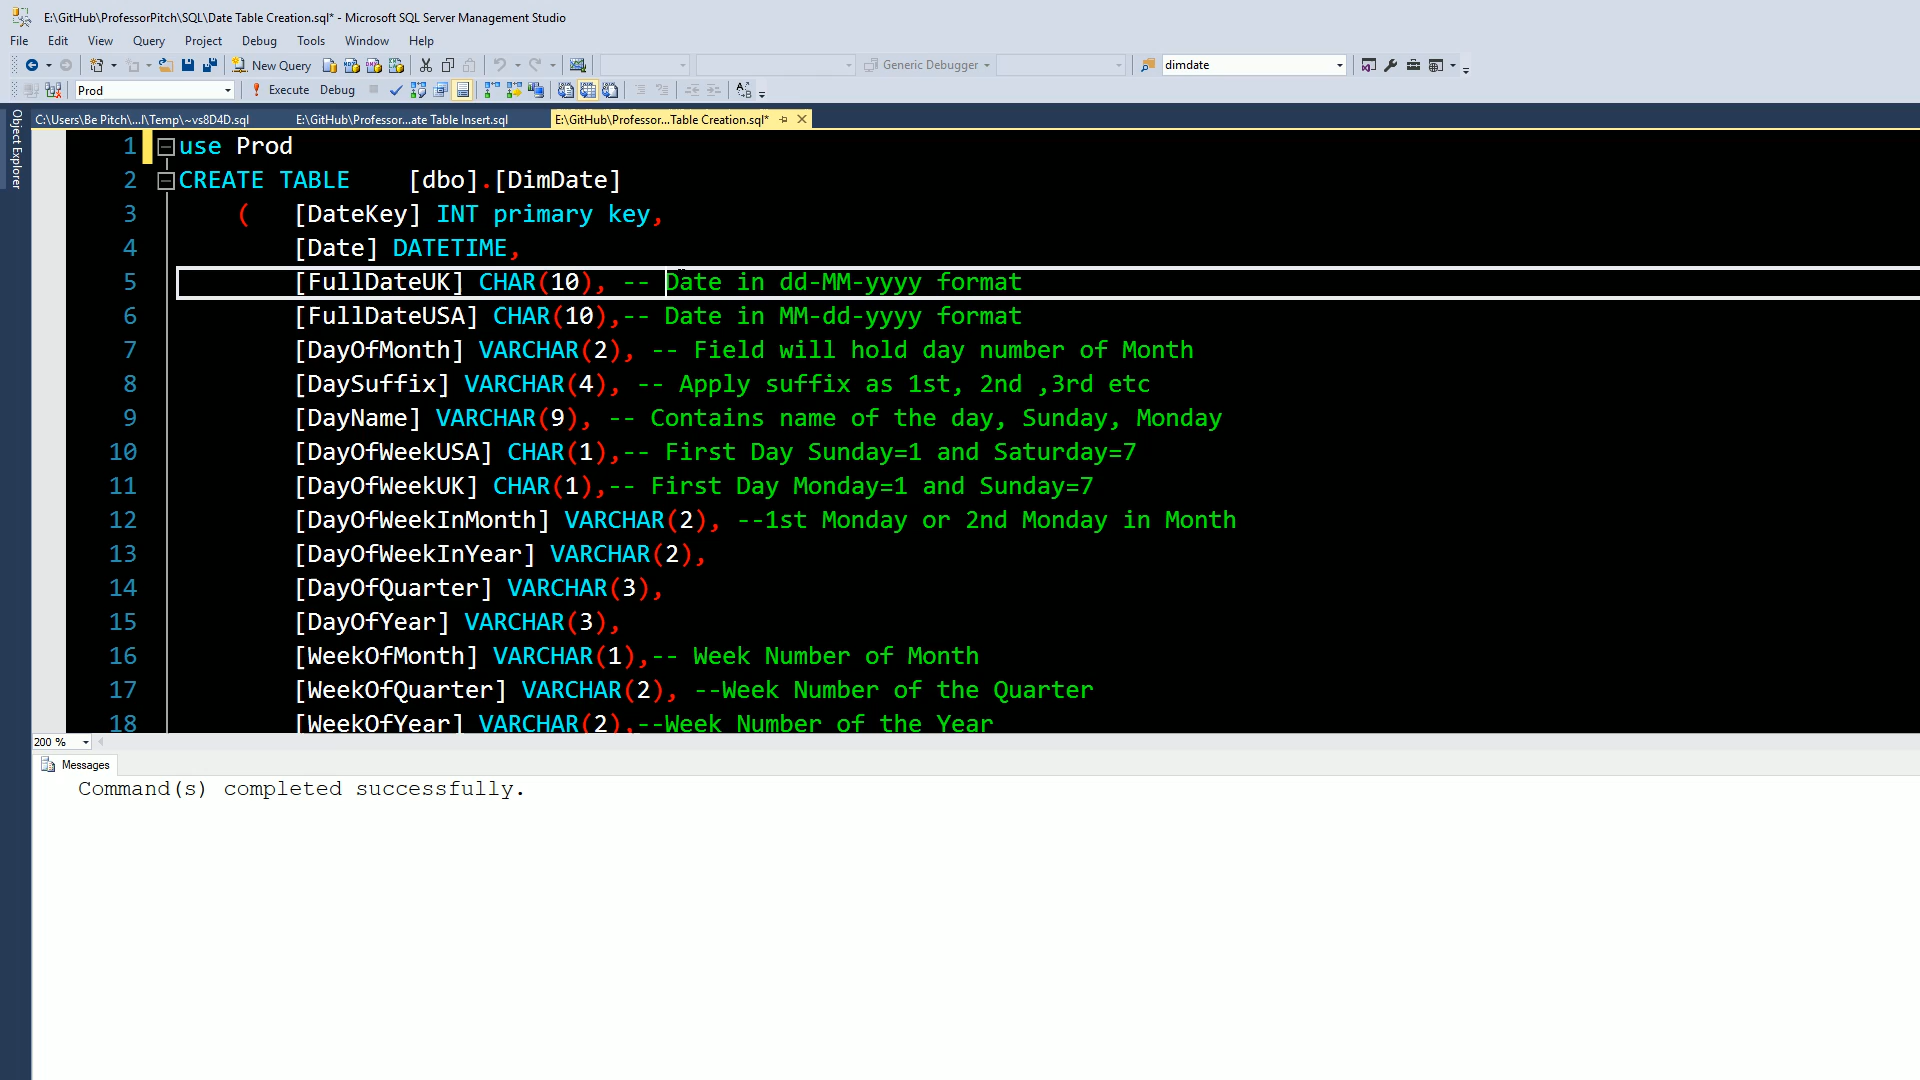 E:\GitHub\ProfessorPitch\SQL\Date Table Creation.sql* - Microsoft SQL Server Management Studio
File Edit View Query Project Debug Tools Window Help
New Query Generic Debugger dimdate
Prod Execute Debug
Object Explorer
C:\Users\Be Pitch\...l\Temp\~vs8D4D.sql E:\GitHub\Professor...ate Table Insert.sql E:\GitHub\Professor...Table Creation.sql*
1 use Prod
2 CREATE TABLE [dbo].[DimDate]
3 ( [DateKey] INT primary key,
4 [Date] DATETIME,
5 [FullDateUK] CHAR(10), -- Date in dd-MM-yyyy format
6 [FullDateUSA] CHAR(10),-- Date in MM-dd-yyyy format
7 [DayOfMonth] VARCHAR(2), -- Field will hold day number of Month
8 [DaySuffix] VARCHAR(4), -- Apply suffix as 1st, 2nd ,3rd etc
9 [DayName] VARCHAR(9), -- Contains name of the day, Sunday, Monday
10 [DayOfWeekUSA] CHAR(1),-- First Day Sunday=1 and Saturday=7
11 [DayOfWeekUK] CHAR(1),-- First Day Monday=1 and Sunday=7
12 [DayOfWeekInMonth] VARCHAR(2), --1st Monday or 2nd Monday in Month
13 [DayOfWeekInYear] VARCHAR(2),
14 [DayOfQuarter] VARCHAR(3),
15 [DayOfYear] VARCHAR(3),
16 [WeekOfMonth] VARCHAR(1),-- Week Number of Month
17 [WeekOfQuarter] VARCHAR(2), --Week Number of the Quarter
18 [WeekOfYear] VARCHAR(2),--Week Number of the Year
200 %
Messages
Command(s) completed successfully.